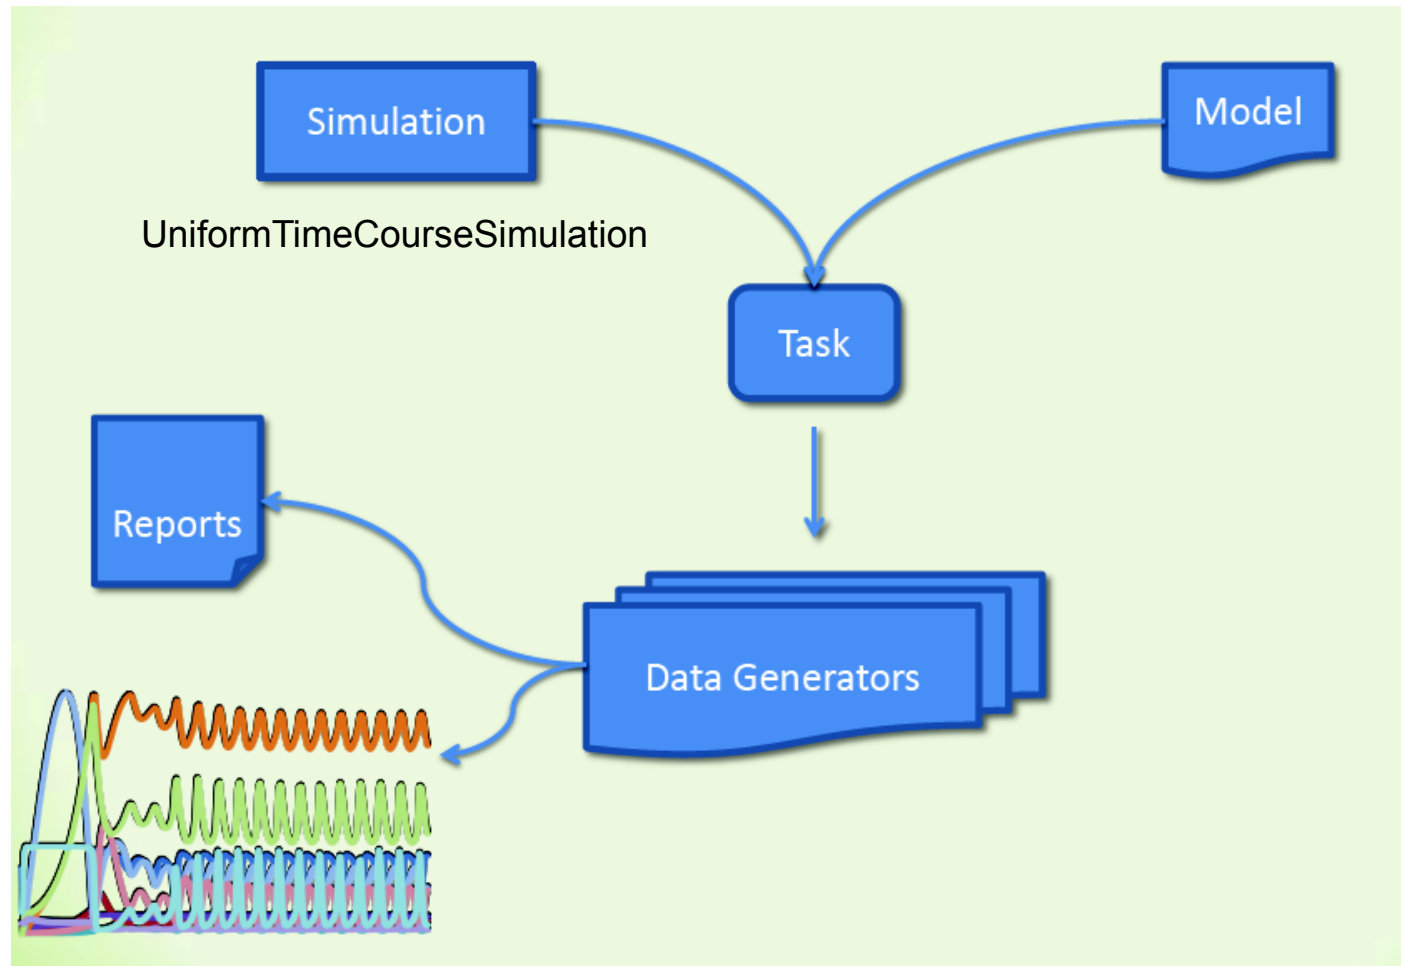 Simulation
Model
UniformTimeCourseSimulation
Task
Reports
Data Generators